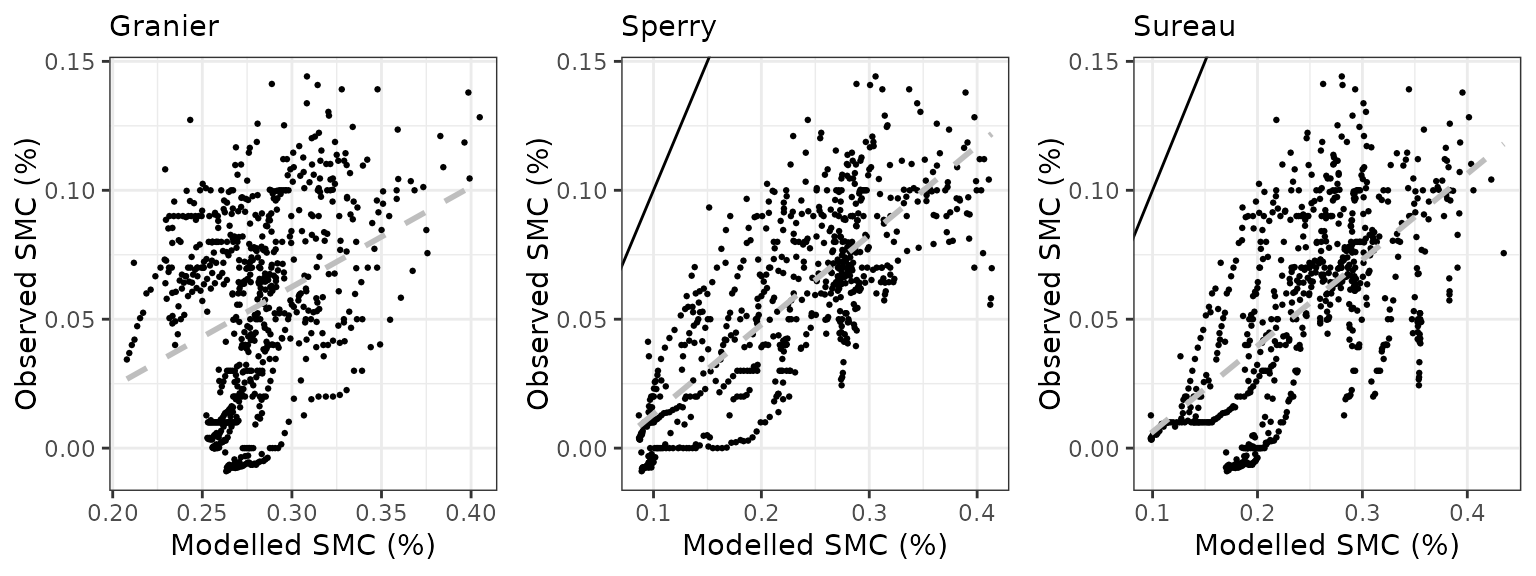 Granier
Sperry
Sureau
Observed SMC (%)
0.15
0.10
0.05
0.00
0.20
0.25
0.30
0.35
0.40
Modelled SMC (%)
Observed SMC (%)
0.15
0.10
0.05
0.00
0.1
0.2
0.3
0.4
Modelled SMC (%)
Observed SMC (%)
0.15
0.10
0.05
0.00
0.1
0.2
0.3
0.4
Modelled SMC (%)